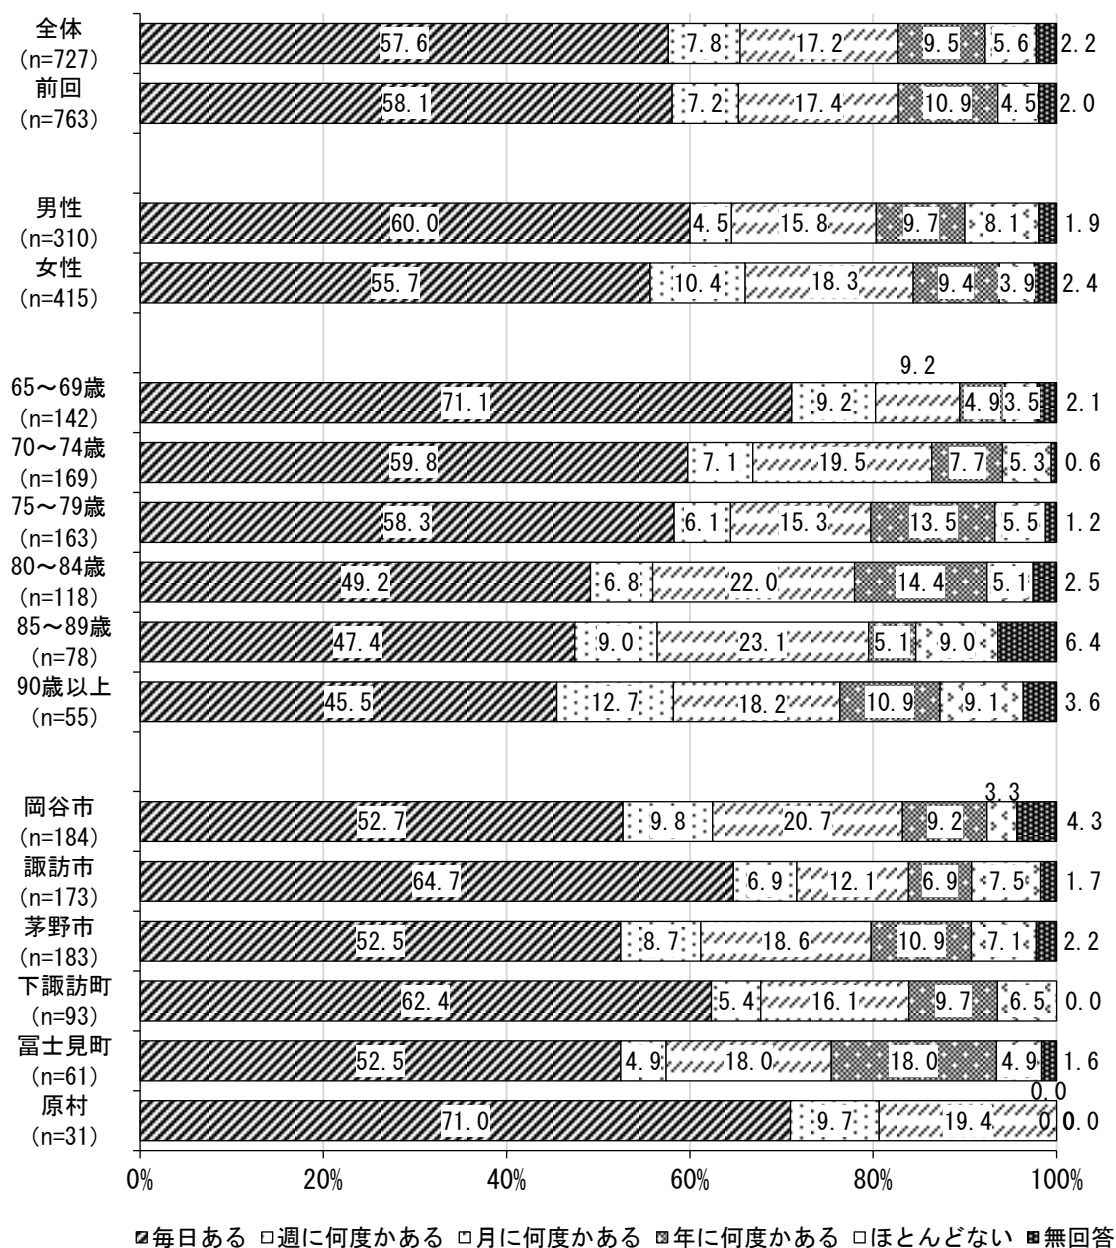 全体
(n=727)
57.6 7.8 17.2 9.5 5.6 2.2
前回
(n=763)
58.1 7.2 17.4 10.9 4.5 2.0
男性
(n=310)
60.0 4.5 15.8 9.7 8.1 1.9
女性
(n=415)
55.7 10.4 18.3 9.4 3.9 2.4
9.2
65～69歳
(n=142)
71.1 9.2 4.9 3.5 2.1
70～74歳
(n=169)
59.8 7.1 19.5 7.7 5.3 0.6
75～79歳
(n=163)
58.3 6.1 15.3 13.5 5.5 1.2
80～84歳
(n=118)
49.2 6.8 22.0 14.4 5.1 2.5
85～89歳
(n=78)
47.4 9.0 23.1 5.1 9.0 6.4
90歳以上
(n=55)
45.5 12.7 18.2 10.9 9.1 3.6
3.3
岡谷市
(n=184)
52.7 9.8 20.7 9.2 4.3
諏訪市
(n=173)
64.7 6.9 12.1 6.9 7.5 1.7
茅野市
(n=183)
52.5 8.7 18.6 10.9 7.1 2.2
下諏訪町
(n=93)
62.4 5.4 16.1 9.7 6.5 0.0
冨士見町
(n=61)
52.5 4.9 18.0 18.0 4.9 1.6
0.0
原村
(n=31)
71.0 9.7 19.4 0.0
0% 20% 40% 60% 80% 100%
毎日ある 週に何度かある 月に何度かある 年に何度かある ほとんどない 無回答